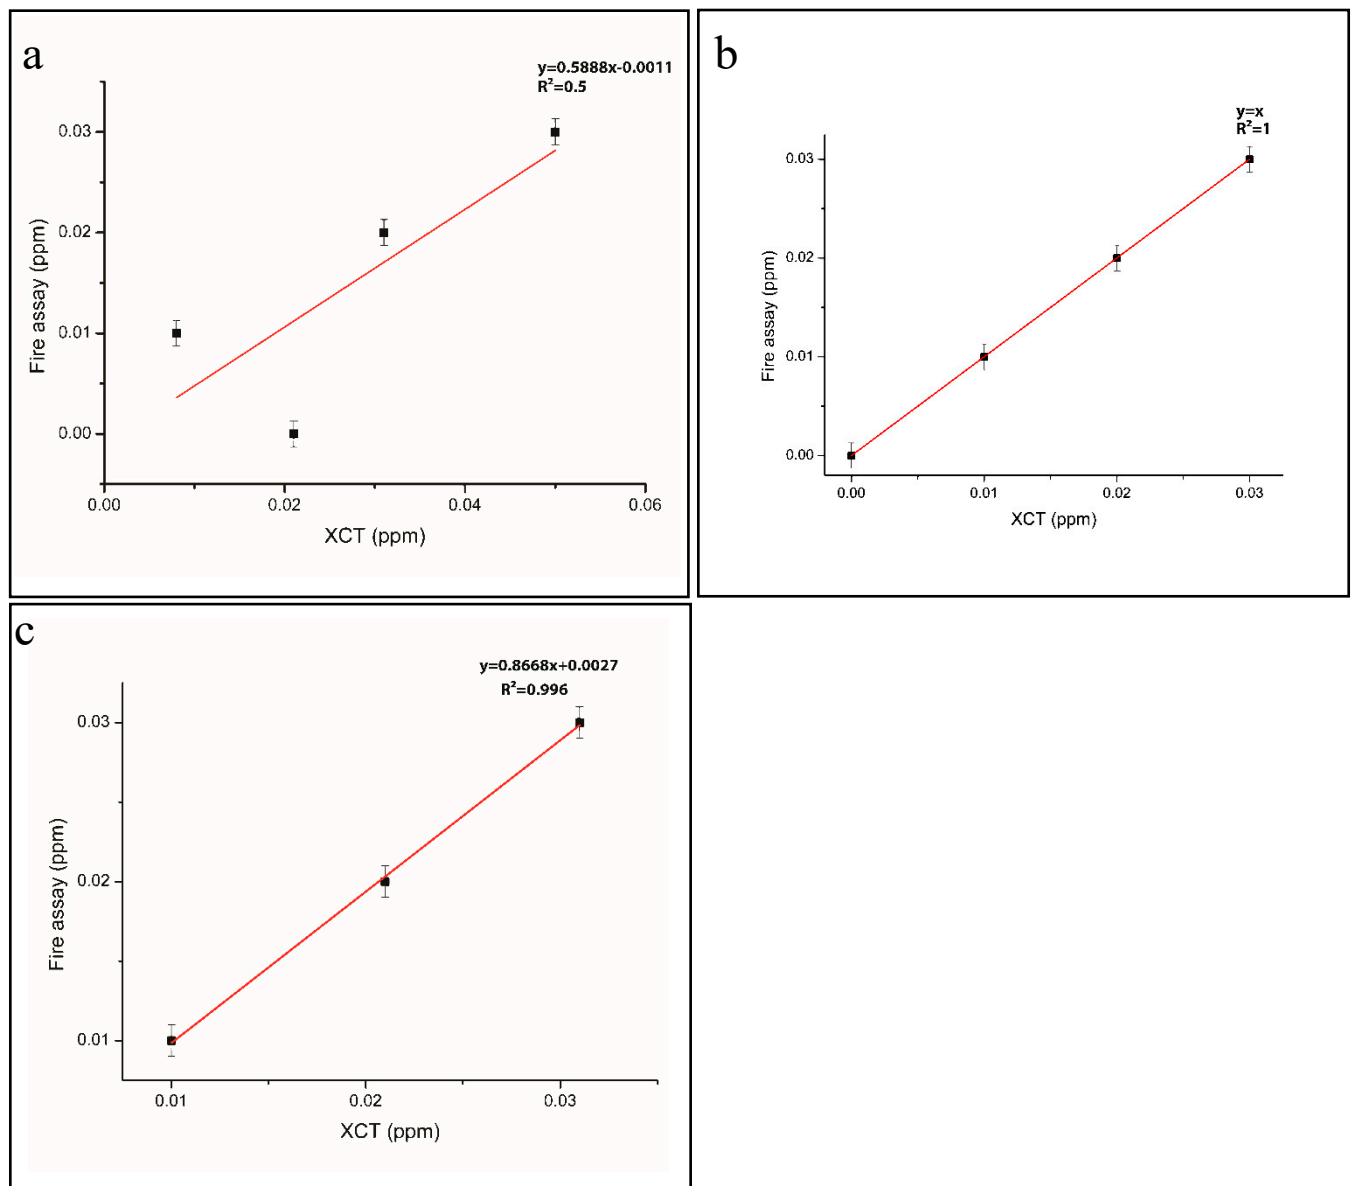 a
y=0.5888x-0.0011
R²=0.5
0.03
0.02
0.01
0.00
Fire assay (ppm)
0.00 0.02 0.04 0.06
XCT (ppm)
b
y=x
R²=1
0.03
0.02
0.01
0.00
Fire assay (ppm)
0.00 0.01 0.02 0.03
XCT (ppm)
c
y=0.8668x+0.0027
R²=0.996
0.03
0.02
0.01
Fire assay (ppm)
0.01 0.02 0.03
XCT (ppm)